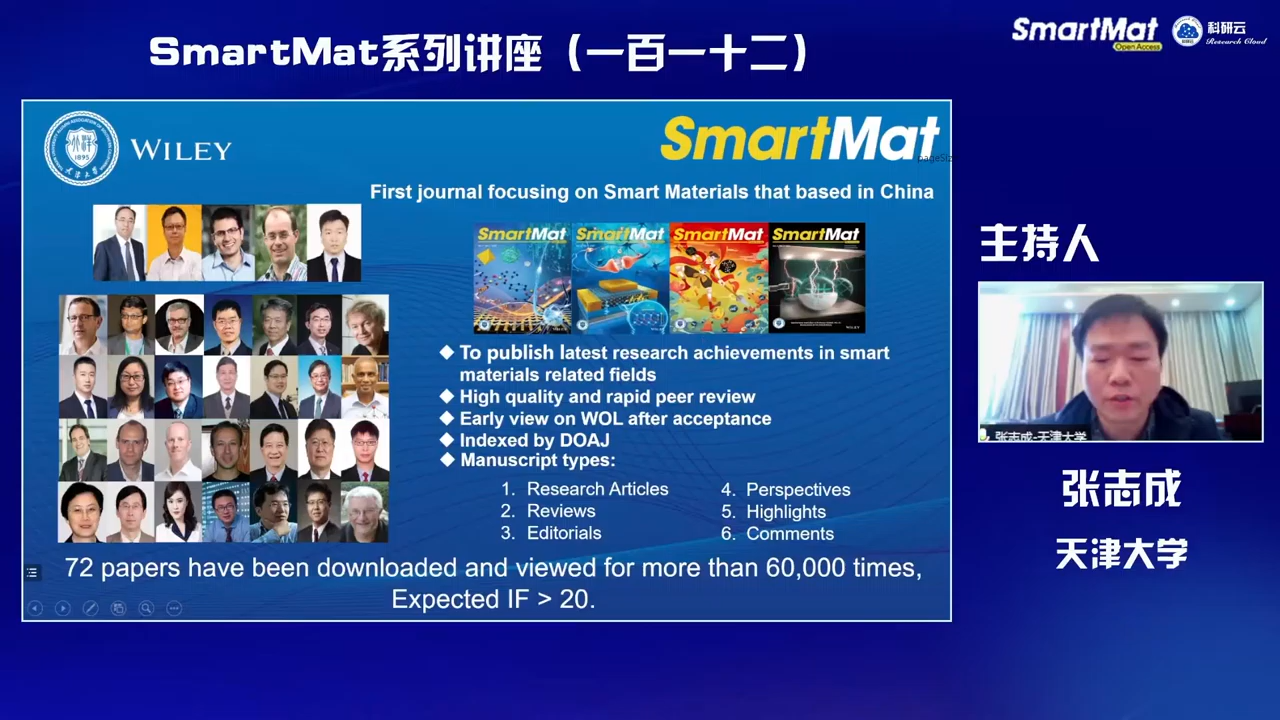 SmartMat系列讲座（一百一十二）
SmartMat
Open Access
科研云
Research Cloud
WILEY
SmartMat
First journal focusing on Smart Materials that based in China
SmartMat SmartMat SmartMat SmartMat
◆ To publish latest research achievements in smart
materials related fields
◆ High quality and rapid peer review
◆ Early view on WOL after acceptance
◆ Indexed by DOAJ
◆ Manuscript types:
1. Research Articles
2. Reviews
3. Editorials
4. Perspectives
5. Highlights
6. Comments
72 papers have been downloaded and viewed for more than 60,000 times,
Expected IF > 20.
主持人
张志成-天津大学
张志成
天津大学